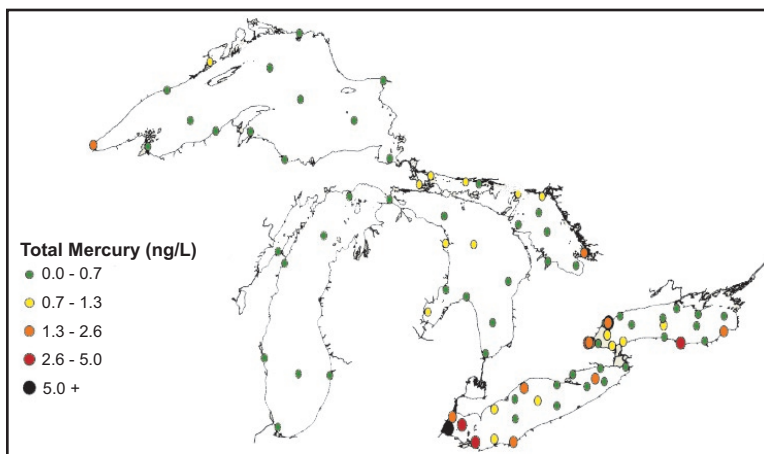 Total Mercury (ng/L)
0.0 - 0.7
0.7 - 1.3
1.3 - 2.6
2.6 - 5.0
5.0 +